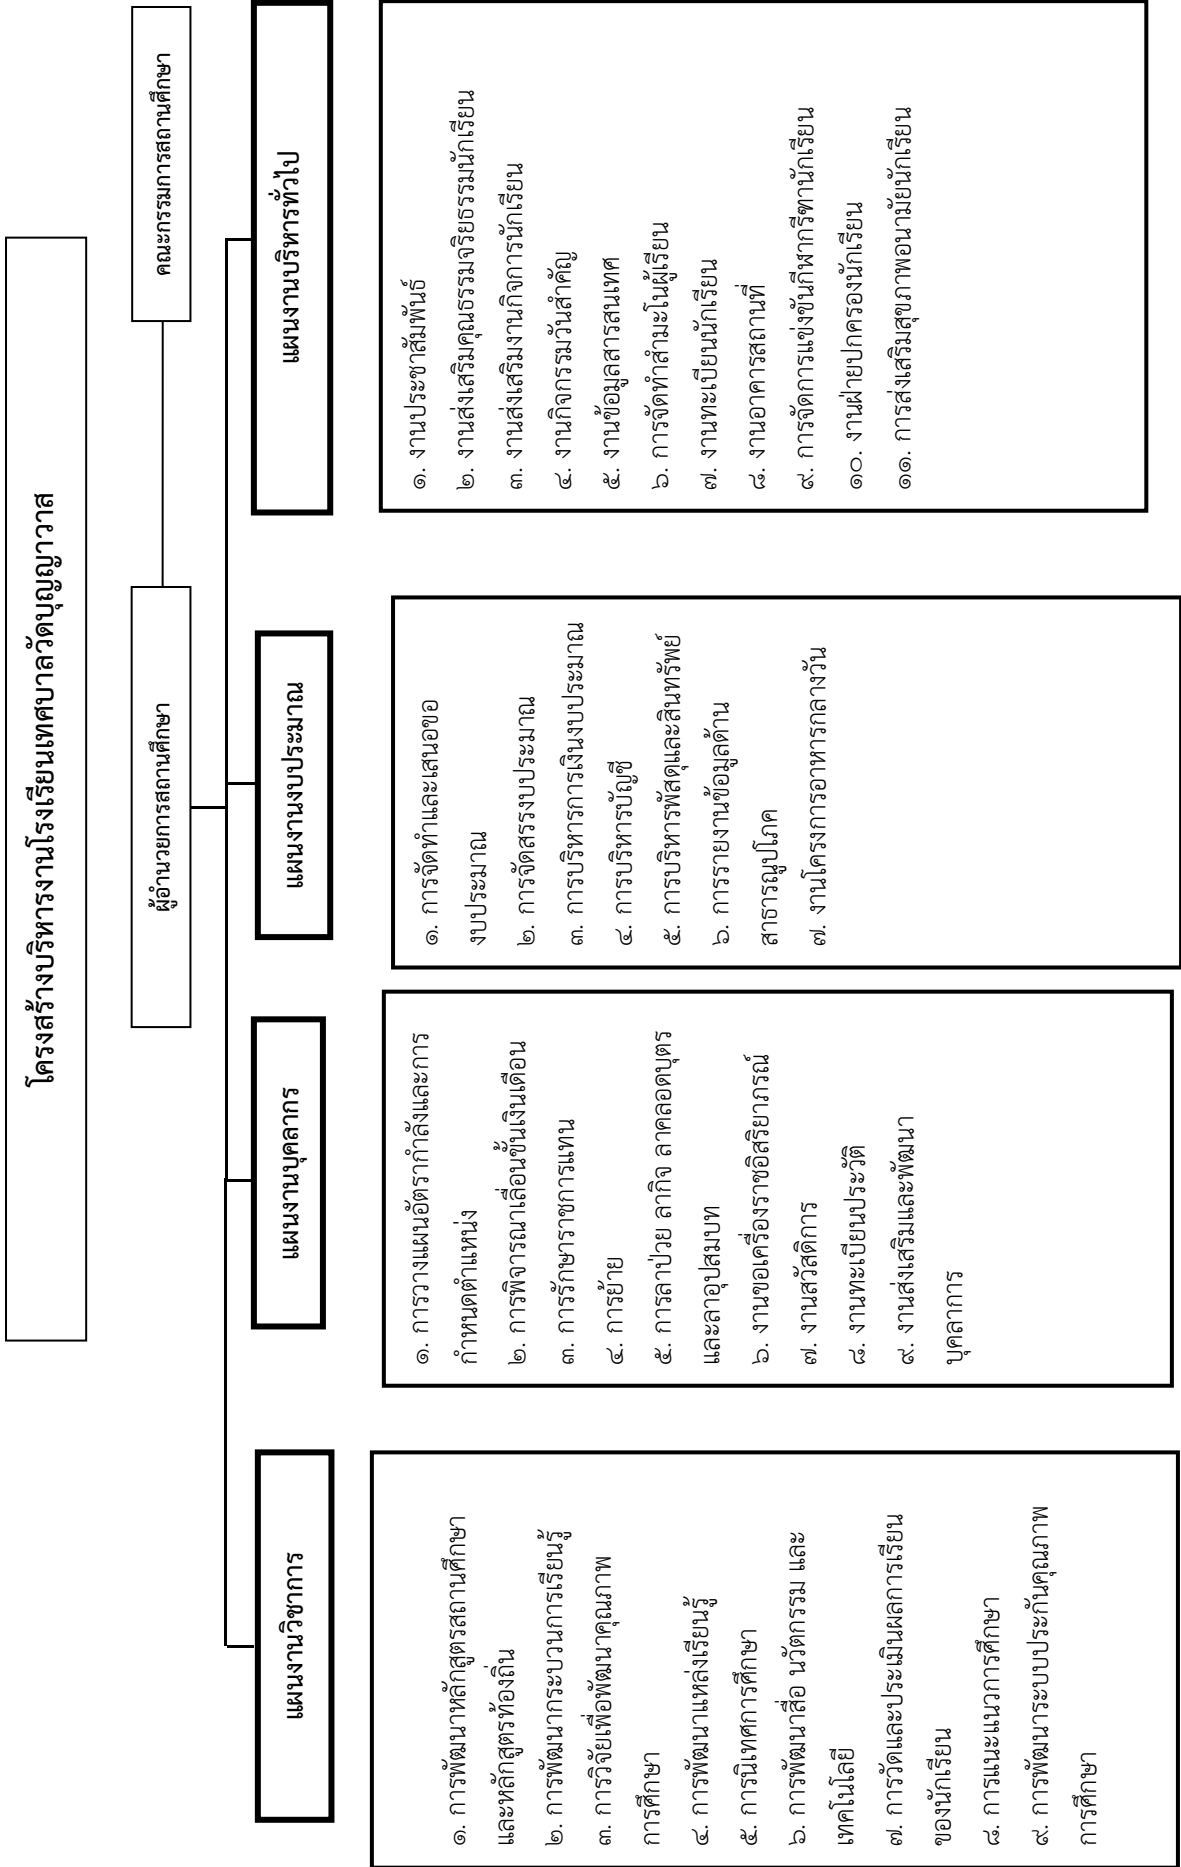 โครงสร้างบริหารงานโรงเรียนเทศบาลวัดบุญญาวาส
ผู้อำนวยการสถานศึกษา
คณะกรรมการสถานศึกษา
แผนงานวิชาการ
แผนงานบุคลากร
แผนงานงบประมาณ
แผนงานบริหารทั่วไป
๑. การพัฒนาหลักสูตรสถานศึกษา
และหลักสูตรท้องถิ่น
๒. การพัฒนากระบวนการเรียนรู้
๓. การวิจัยเพื่อพัฒนาคุณภาพ
การศึกษา
๔. การพัฒนาแหล่งเรียนรู้
๕. การนิเทศการศึกษา
๖. การพัฒนาสื่อ นวัตกรรม และ
เทคโนโลยี
๗. การวัดและประเมินผลการเรียน
ของนักเรียน
๘. การแนะแนวการศึกษา
๙. การพัฒนาระบบประกันคุณภาพ
การศึกษา
๑. การวางแผนอัตรากำลังและการ
กำหนดตำแหน่ง
๒. การพิจารณาเลื่อนขั้นเงินเดือน
๓. การรักษาราชการแทน
๔. การย้าย
๕. การลาป่วย ลากิจ ลาคลอดบุตร
และลาอุปสมบท
๖. งานขอเครื่องราชอิสริยาภรณ์
๗. งานสวัสดิการ
๘. งานทะเบียนประวัติ
๙. งานส่งเสริมและพัฒนา
บุคลาการ
๑. การจัดทำและเสนอขอ
งบประมาณ
๒. การจัดสรรงบประมาณ
๓. การบริหารการเงินงบประมาณ
๔. การบริหารบัญชี
๕. การบริหารพัสดุและสินทรัพย์
๖. การรายงานข้อมูลด้าน
สาธารณูปโภค
๗. งานโครงการอาหารกลางวัน
๑. งานประชาสัมพันธ์
๒. งานส่งเสริมคุณธรรมจริยธรรมนักเรียน
๓. งานส่งเสริมงานกิจการนักเรียน
๔. งานกิจกรรมวันสำคัญ
๕. งานข้อมูลสารสนเทศ
๖. การจัดทำสำมะโนผู้เรียน
๗. งานทะเบียนนักเรียน
๘. งานอาคารสถานที่
๙. การจัดการแข่งขันกีฬากรีฑานักเรียน
๑๐. งานฝ่ายปกครองนักเรียน
๑๑. การส่งเสริมสุขภาพอนามัยนักเรียน